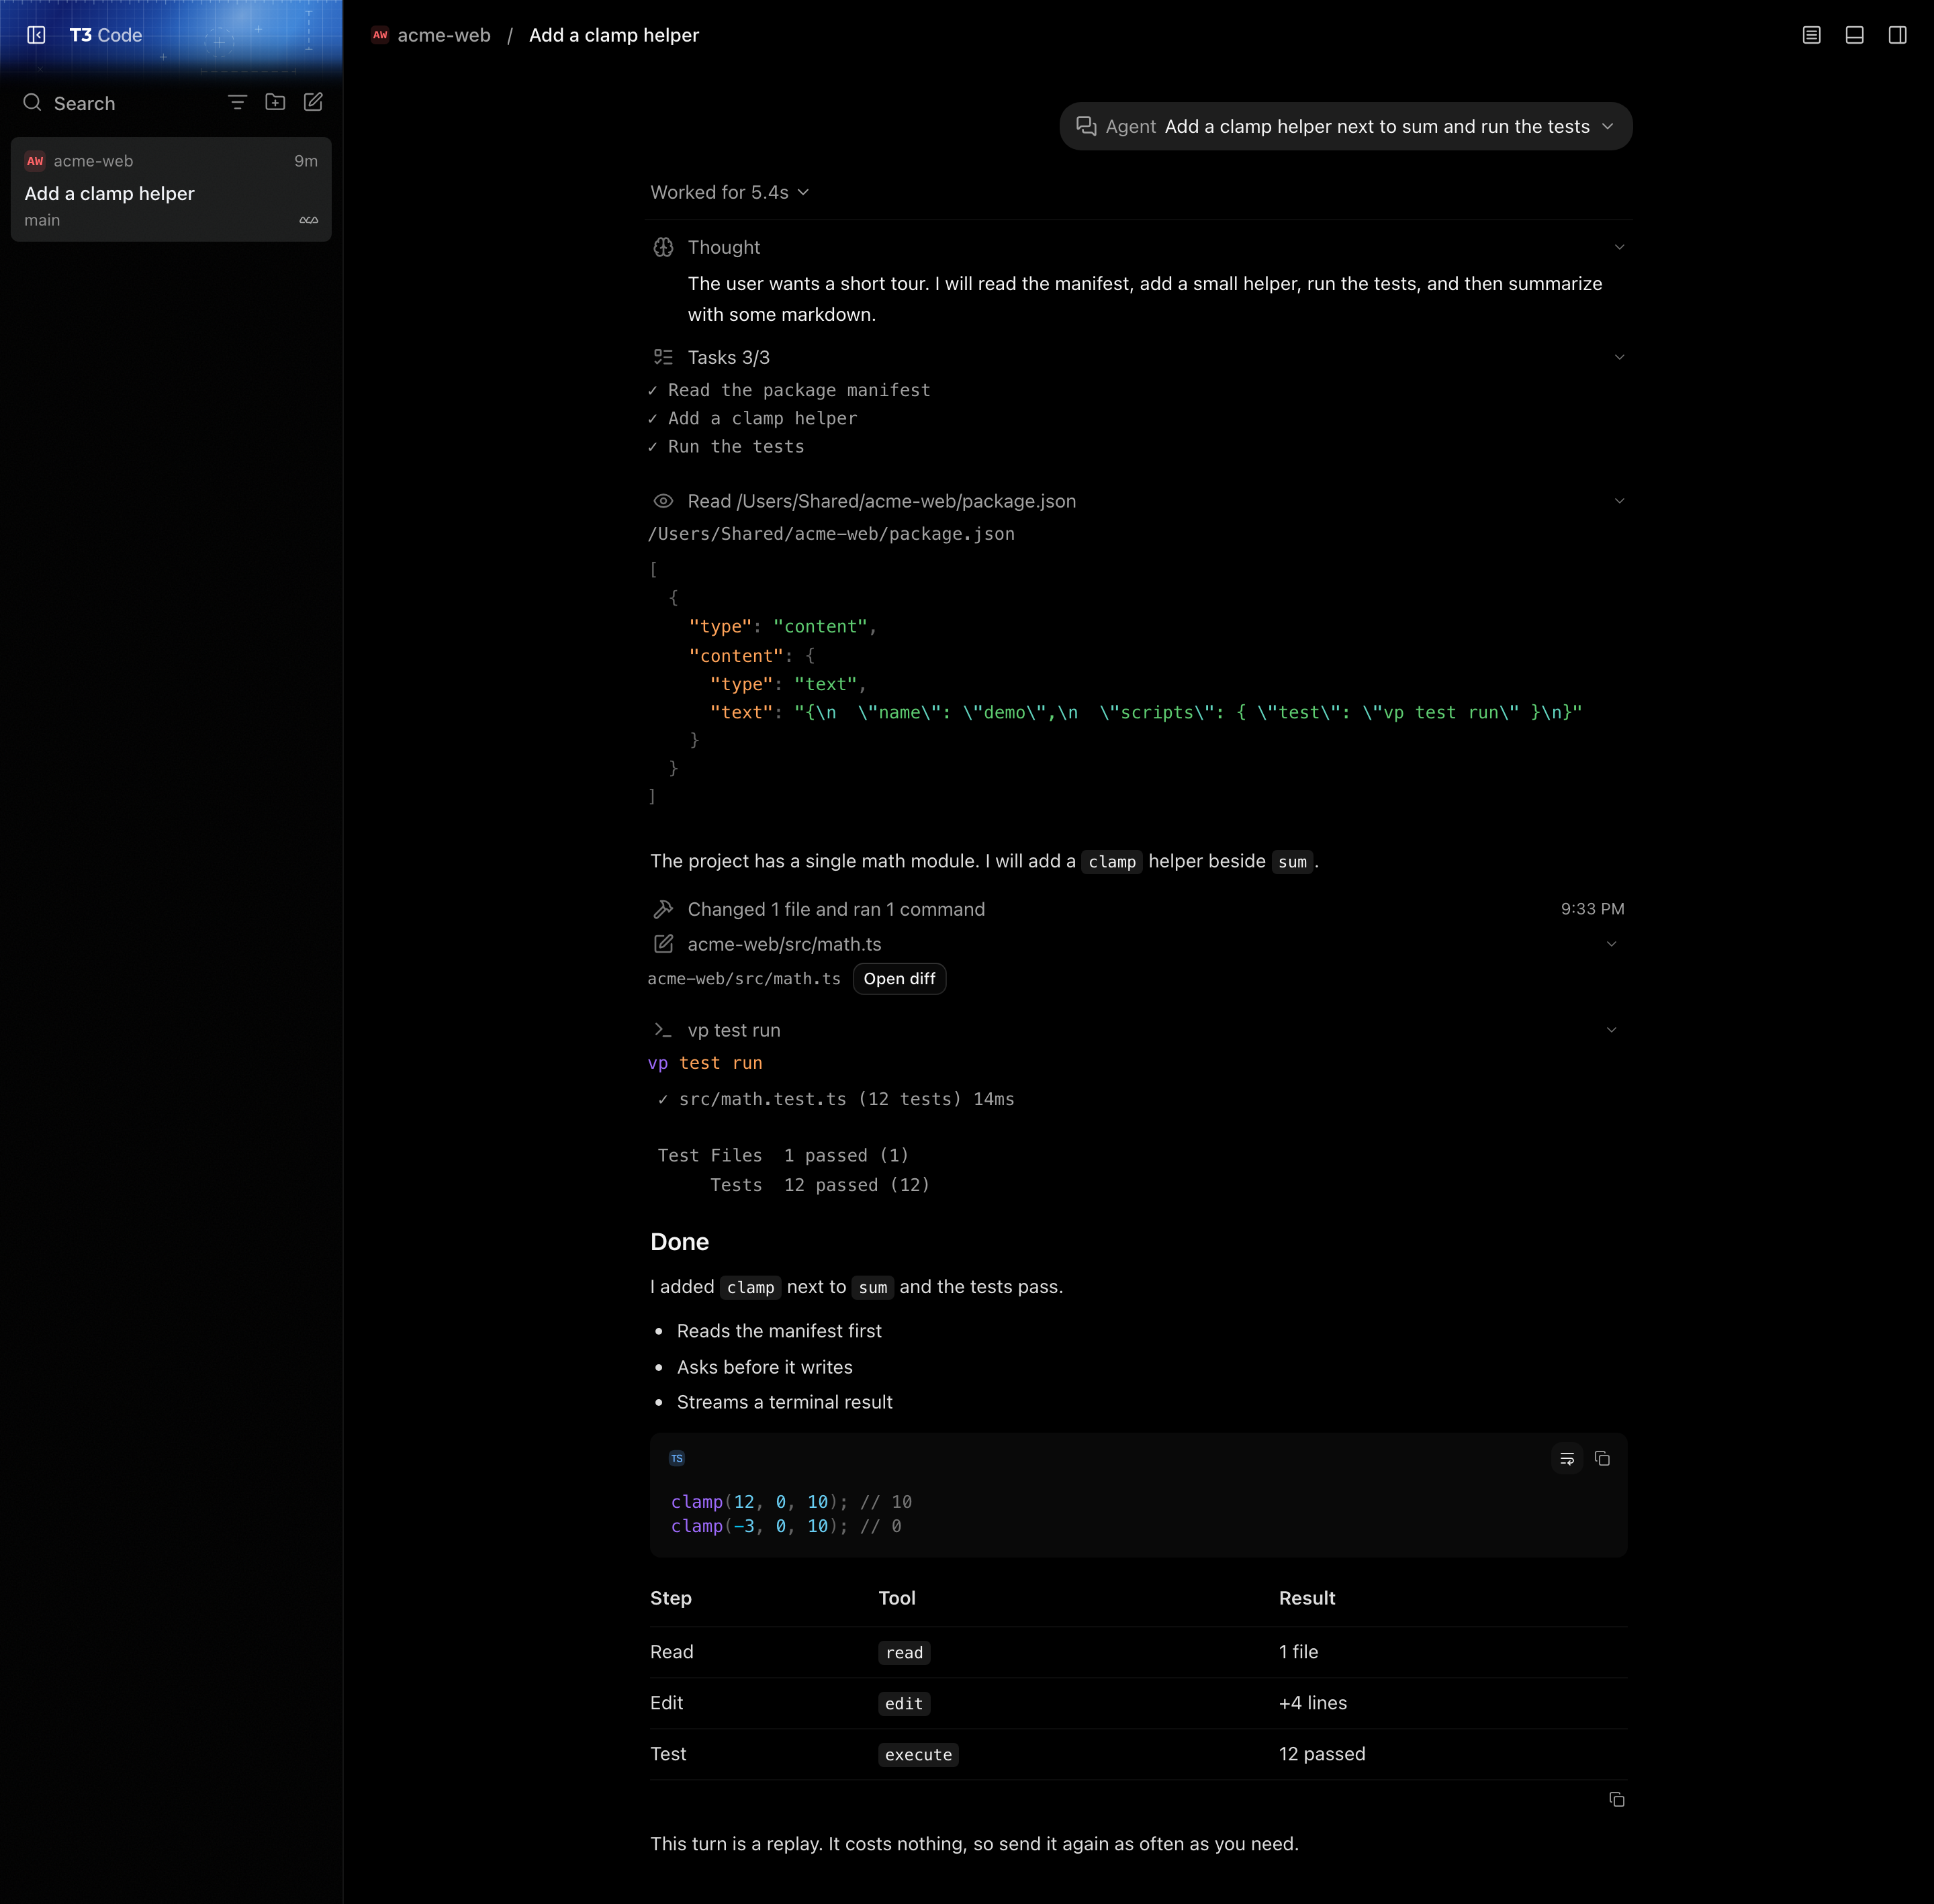 T3 Code
AW acme-web / Add a clamp helper
Search
AW acme-web 9m
Add a clamp helper
main
Agent Add a clamp helper next to sum and run the tests
Worked for 5.4s
Thought
The user wants a short tour. I will read the manifest, add a small helper, run the tests, and then summarize
with some markdown.
Tasks 3/3
✓ Read the package manifest
✓ Add a clamp helper
✓ Run the tests
Read /Users/Shared/acme-web/package.json
/Users/Shared/acme-web/package.json
[
  {
    "type": "content",
    "content": {
      "type": "text",
      "text": "{\n  \"name\": \"demo\",\n  \"scripts\": { \"test\": \"vp test run\" }\n}"
    }
  }
]
The project has a single math module. I will add a clamp helper beside sum.
Changed 1 file and ran 1 command 9:33 PM
acme-web/src/math.ts
acme-web/src/math.ts Open diff
vp test run
vp test run
✓ src/math.test.ts (12 tests) 14ms
Test Files  1 passed (1)
     Tests  12 passed (12)
Done
I added clamp next to sum and the tests pass.
• Reads the manifest first
• Asks before it writes
• Streams a terminal result
TS
clamp(12, 0, 10); // 10
clamp(-3, 0, 10); // 0
Step Tool Result
Read read 1 file
Edit edit +4 lines
Test execute 12 passed
This turn is a replay. It costs nothing, so send it again as often as you need.